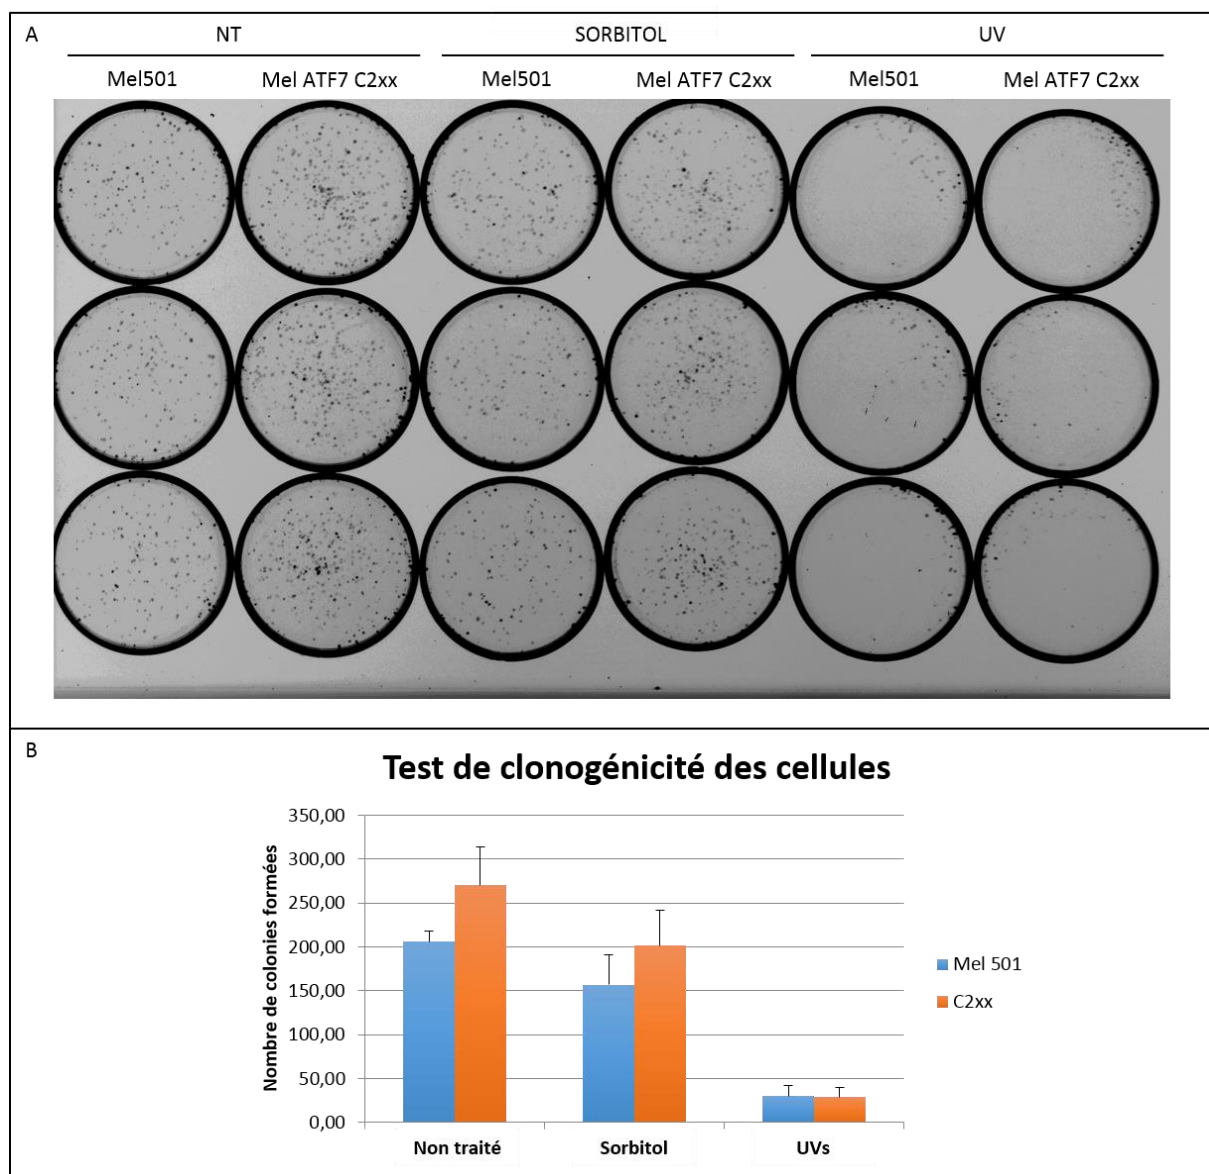 A
NT SORBITOL UV
Mel501 Mel ATF7 C2xx Mel501 Mel ATF7 C2xx Mel501 Mel ATF7 C2xx
B
Test de clonogénicité des cellules
Nombre de colonies formées
350,00
300,00
250,00
200,00
150,00
100,00
50,00
0,00
Non traité Sorbitol UVs
Mel 501
C2xx